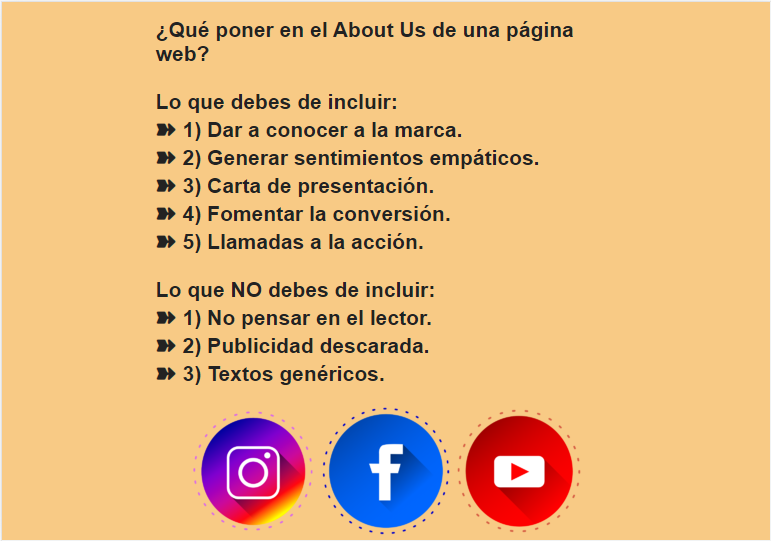 ¿Qué poner en el About Us de una página
web?
Lo que debes de incluir:
➽ 1) Dar a conocer a la marca.
➽ 2) Generar sentimientos empáticos.
➽ 3) Carta de presentación.
➽ 4) Fomentar la conversión.
➽ 5) Llamadas a la acción.
Lo que NO debes de incluir:
➽ 1) No pensar en el lector.
➽ 2) Publicidad descarada.
➽ 3) Textos genéricos.